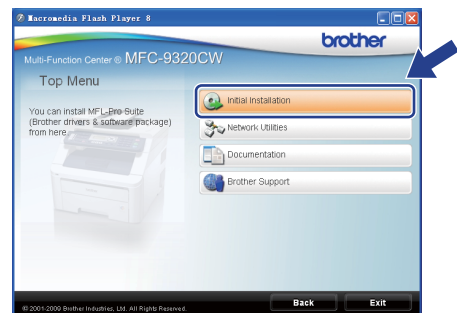 Macromedia Flash Player 8
brother
Multi-Function Center ® MFC-9320CW
Top Menu
You can install MFL-Pro Suite
(Brother drivers & software package)
from here.
Initial Installation
Network Utilities
Documentation
Brother Support
© 2001-2009 Brother Industries, Ltd. All Rights Reserved.
Back
Exit